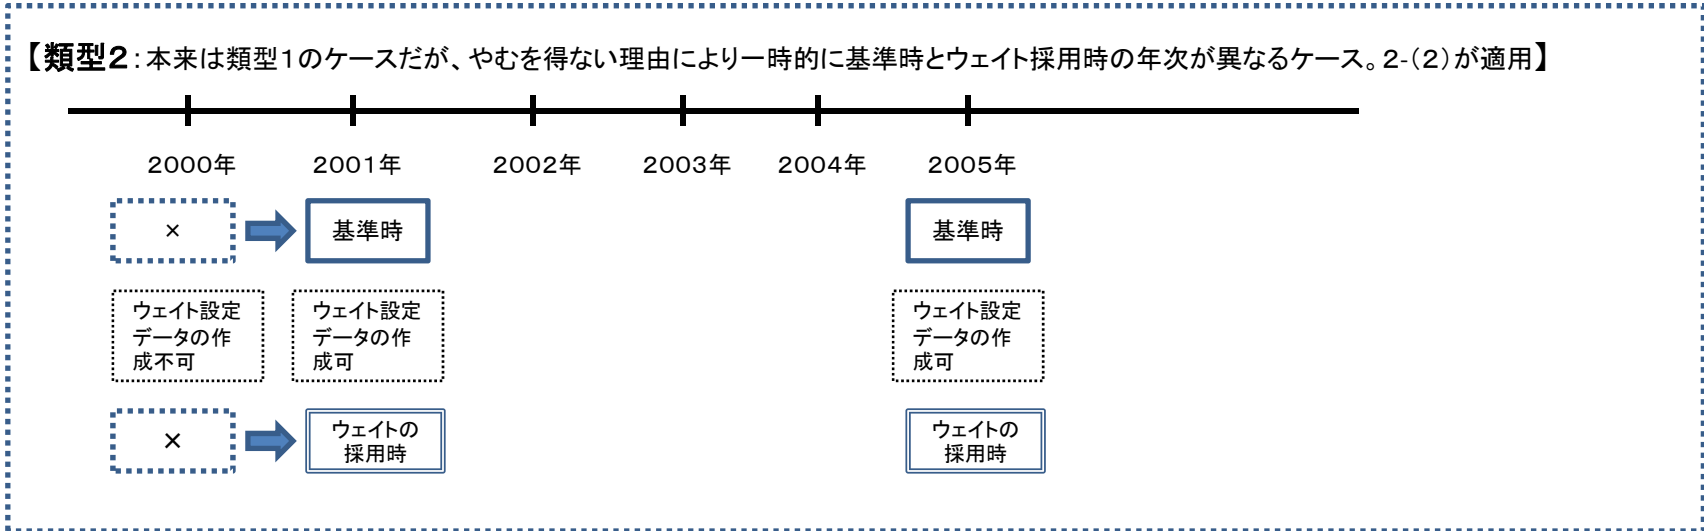 【類型2:本来は類型1のケースだが、やむを得ない理由により一時的に基準時とウェイト採用時の年次が異なるケース。2-(2)が適用】
2000年 2001年 2002年 2003年 2004年 2005年
× 基準時 基準時
ウェイト設定
データの作
成不可
ウェイト設定
データの作
成可
ウェイト設定
データの作
成可
×
ウェイトの
採用時
ウェイトの
採用時